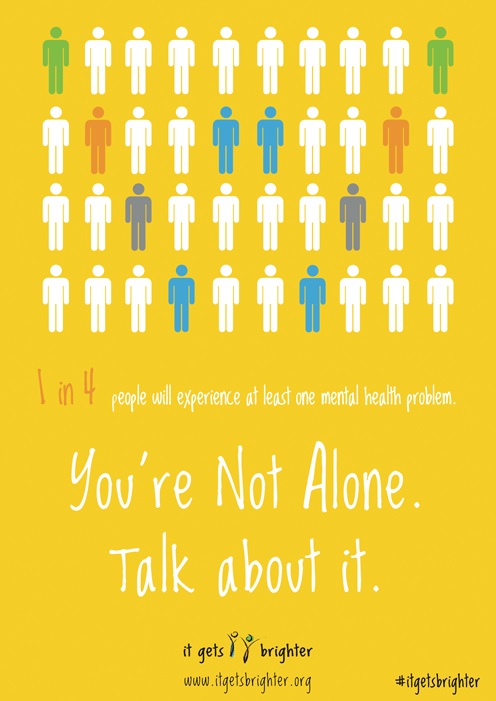 1 in 4 people will experience at least one mental health problem.
You're Not Alone.
Talk about it.
it gets brighter
www.itgetsbrighter.org
#itgetsbrighter